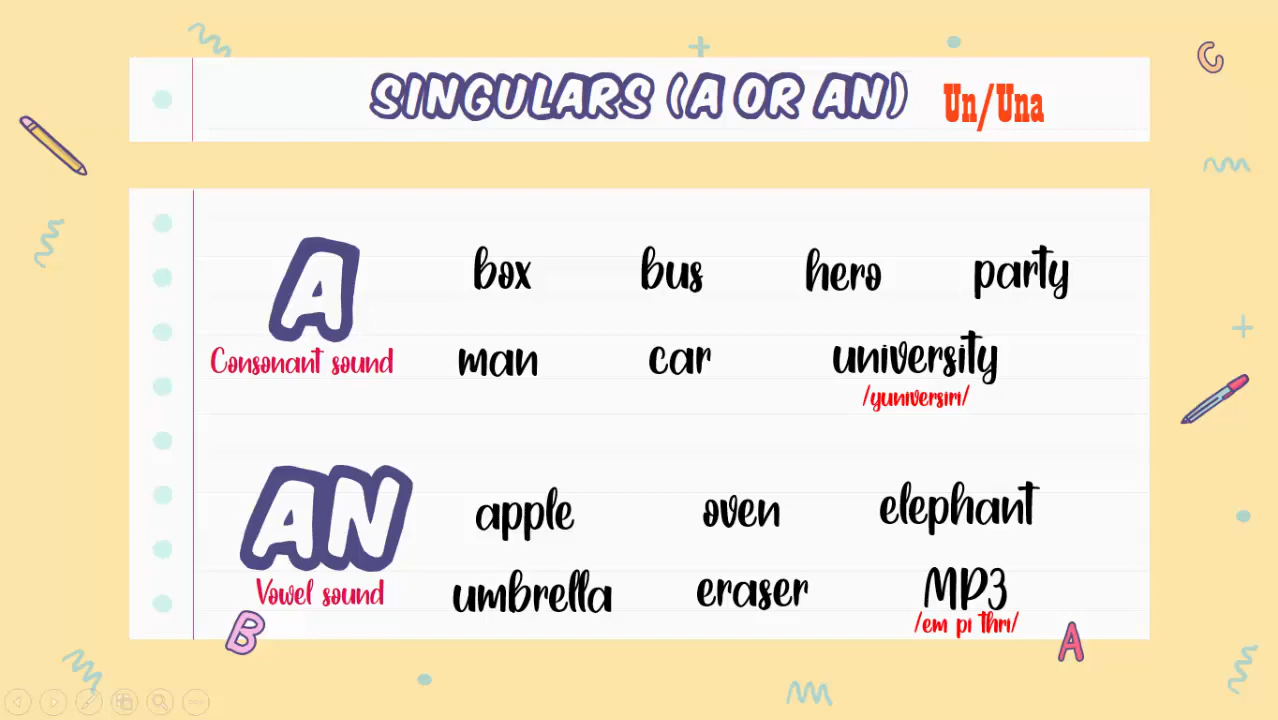 SINGULARS (A OR AN) Un/Una
A box bus hero party
Consonant sound man car university
/yuniversiri/
AN apple oven elephant
Vowel sound umbrella eraser MP3
/em pi thri/
B A
C